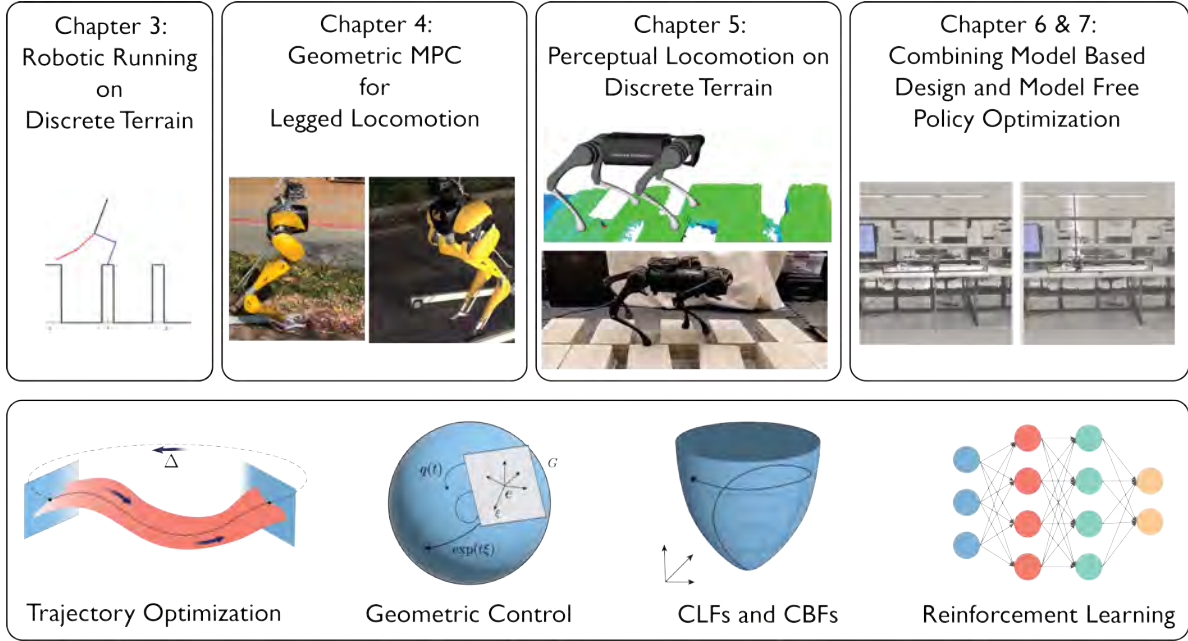 Chapter 3:
Robotic Running
on
Discrete Terrain
Chapter 4:
Geometric MPC
for
Legged Locomotion
Chapter 5:
Perceptual Locomotion on
Discrete Terrain
Chapter 6 & 7:
Combining Model Based
Design and Model Free
Policy Optimization
Δ
Trajectory Optimization
q(t)
G
e
ξ
exp(tξ)
Geometric Control
CLFs and CBFs
Reinforcement Learning